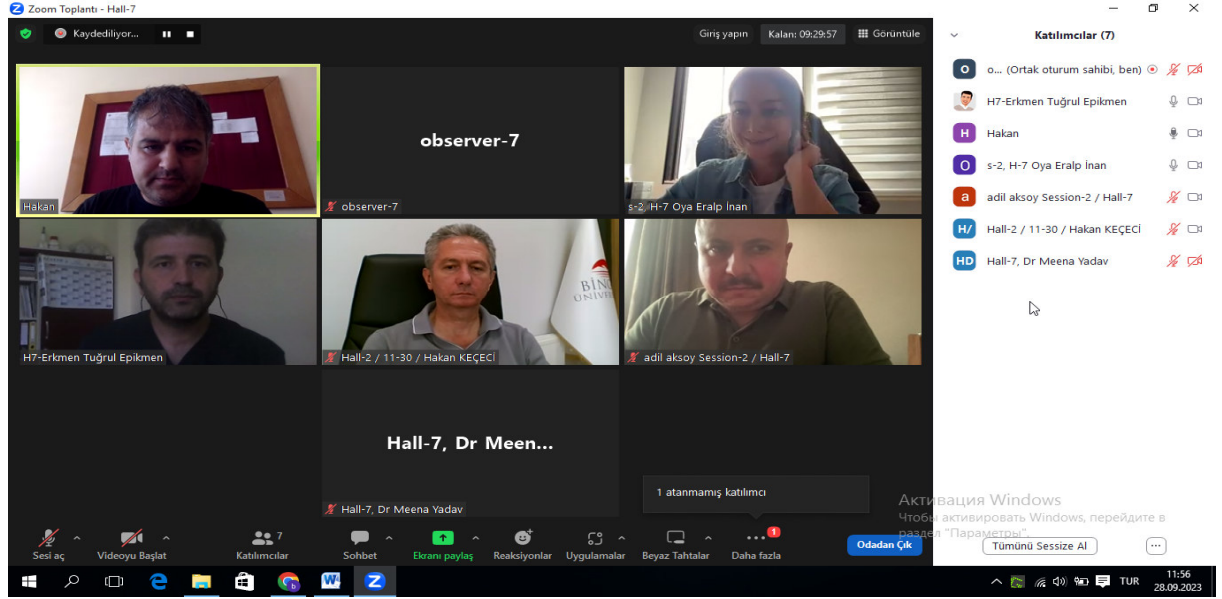 Zoom Toplantı - Hall-7
Kaydediliyor...
Giriş yapın
Kalan: 09:29:57
Görüntüle
Hakan
observer-7
observer-7
s-2, H-7 Oya Eralp İnan
H7-Erkmen Tuğrul Epikmen
BİNG
ÜNİVER
Hall-2 / 11-30 / Hakan KEÇECİ
adil aksoy Session-2 / Hall-7
Hall-7, Dr Meen...
Hall-7, Dr Meena Yadav
1 atanmamış katılımcı
Sesi aç
Videoyu Başlat
7
Katılımcılar
Sohbet
Ekranı paylaş
Reaksiyonlar
Uygulamalar
Beyaz Tahtalar
1
Daha fazla
Odadan Çık
Katılımcılar (7)
O
o... (Ortak oturum sahibi, ben)
H7-Erkmen Tuğrul Epikmen
H
Hakan
O
s-2, H-7 Oya Eralp İnan
a
adil aksoy Session-2 / Hall-7
H/
Hall-2 / 11-30 / Hakan KEÇECİ
HD
Hall-7, Dr Meena Yadav
Активация Windows
Чтобы активировать Windows, перейдите в
раздел "Параметры".
Tümünü Sessize Al
TUR
11:56
28.09.2023